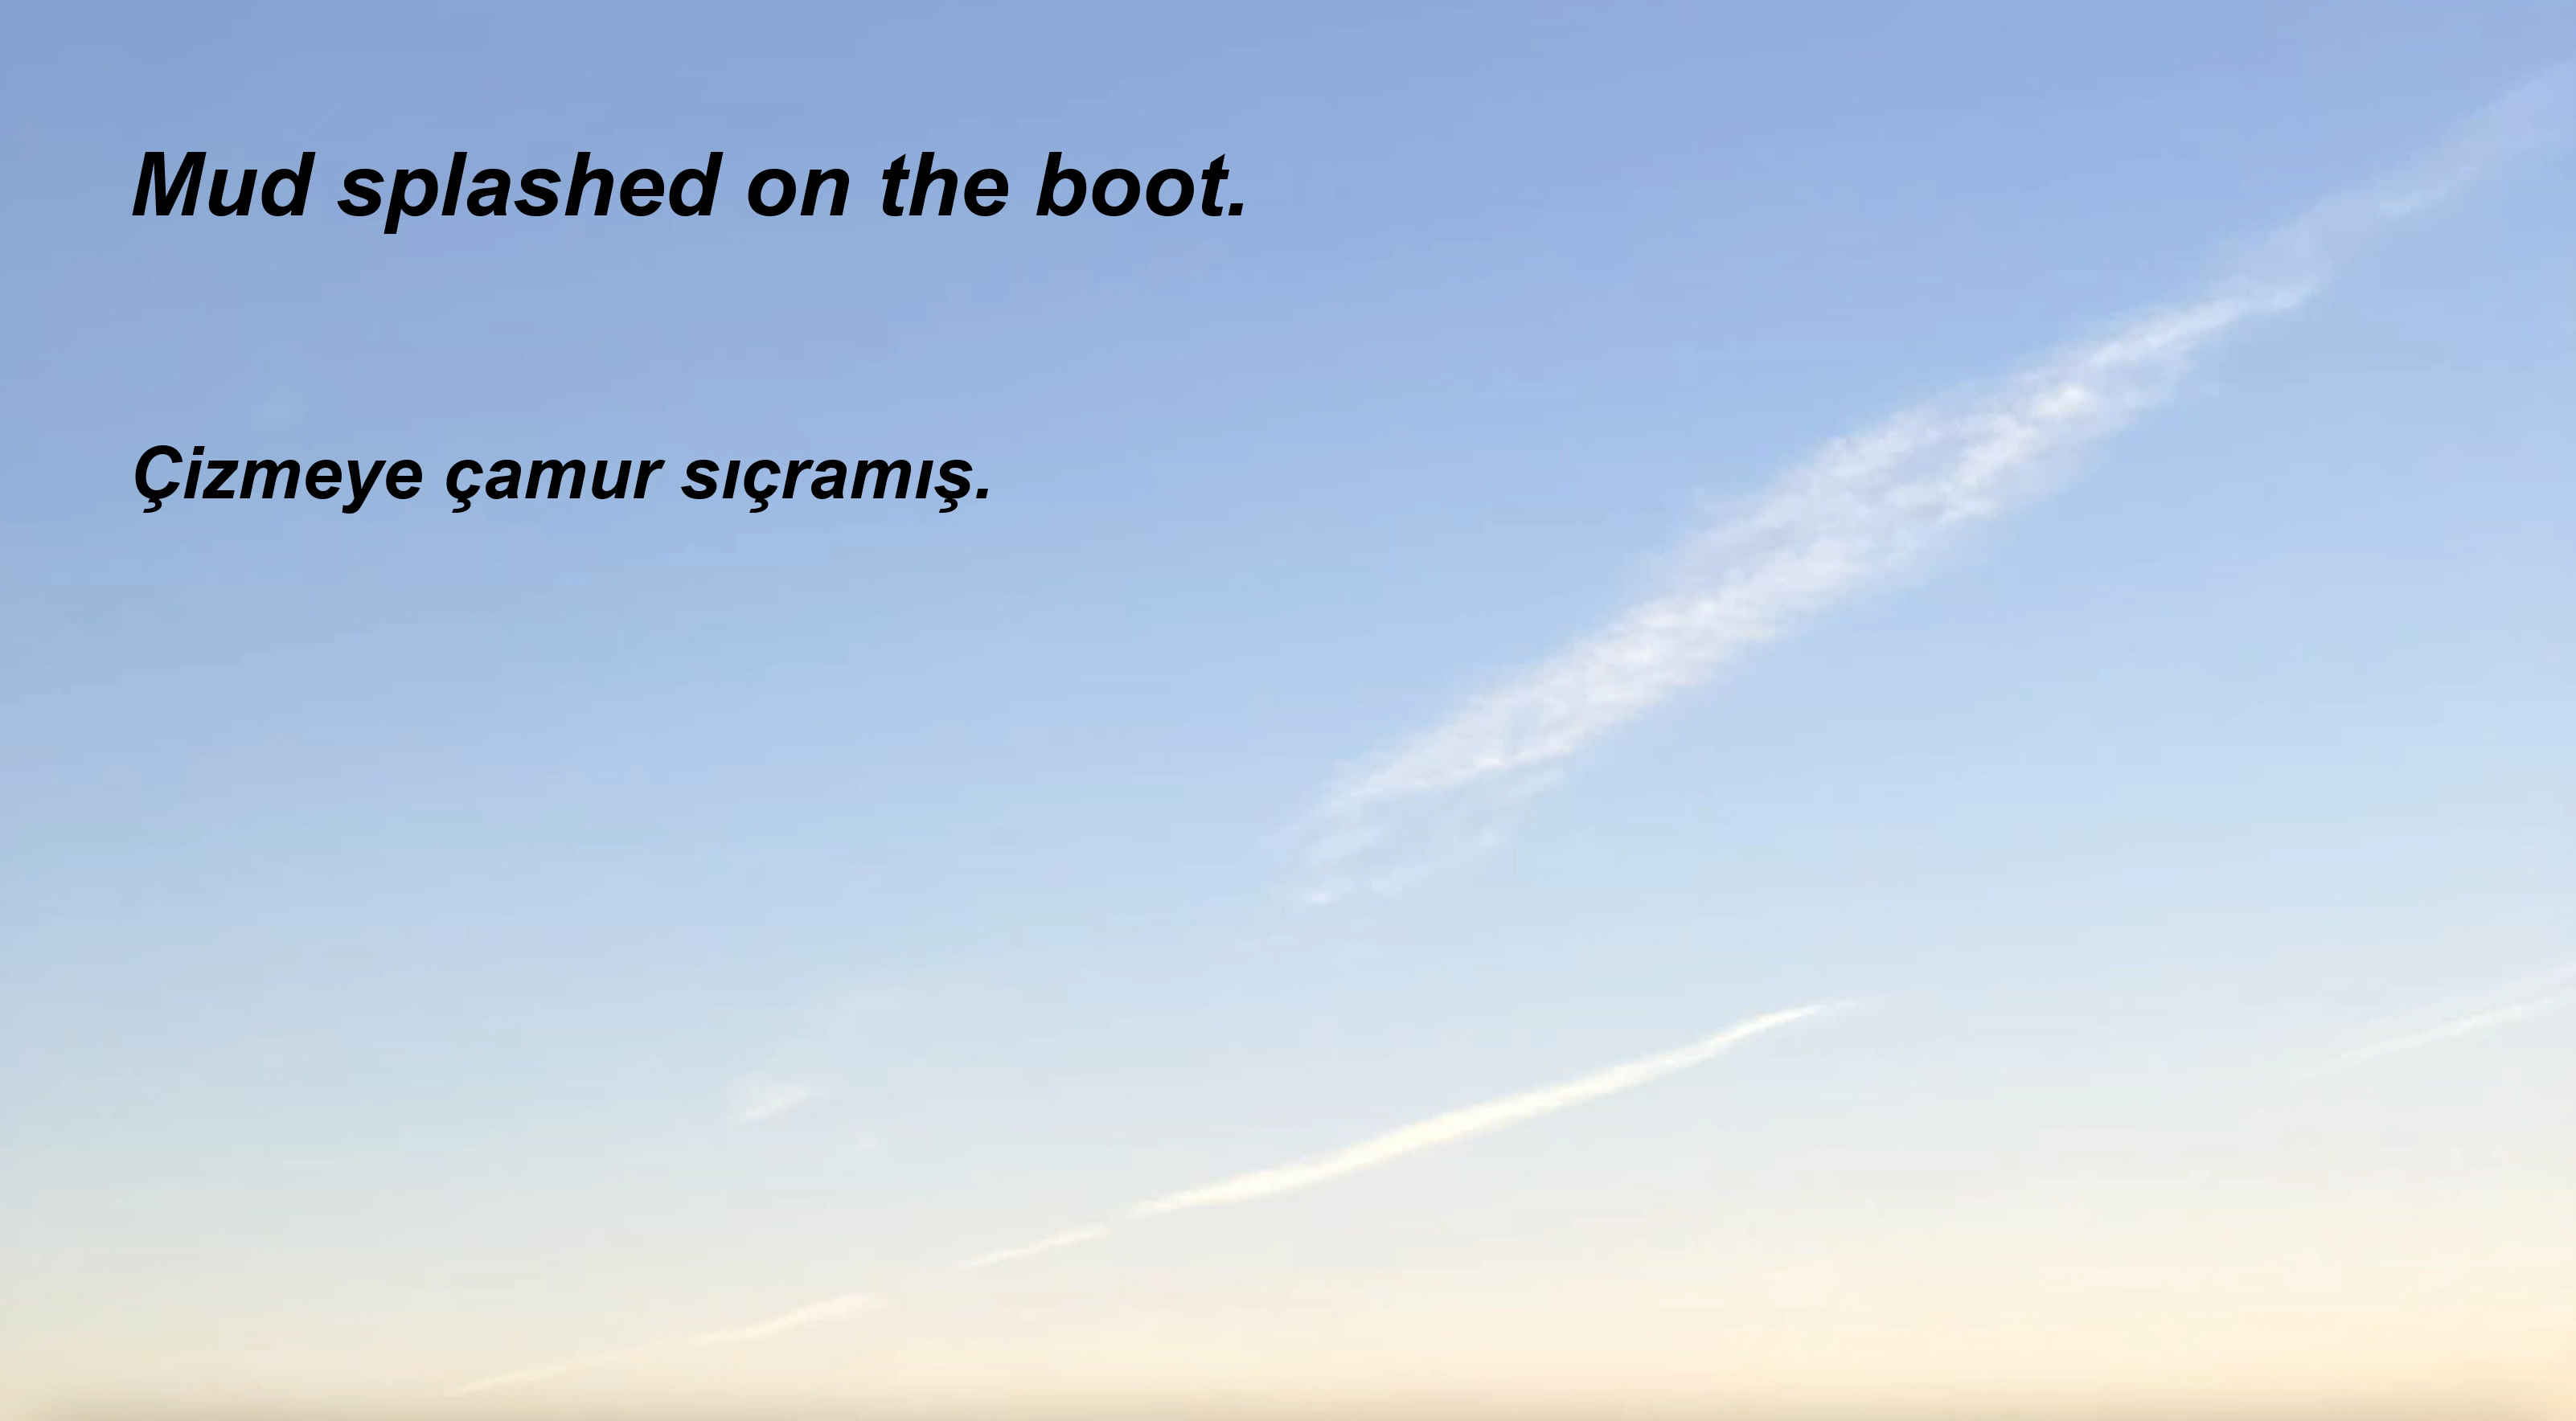 Mud splashed on the boot.
Çizmeye çamur sıçramış.